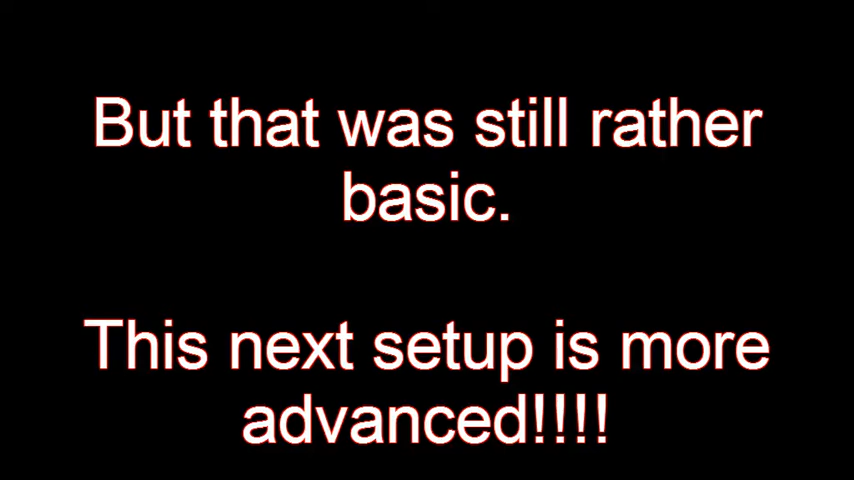 But that was still rather
basic.
This next setup is more
advanced!!!!